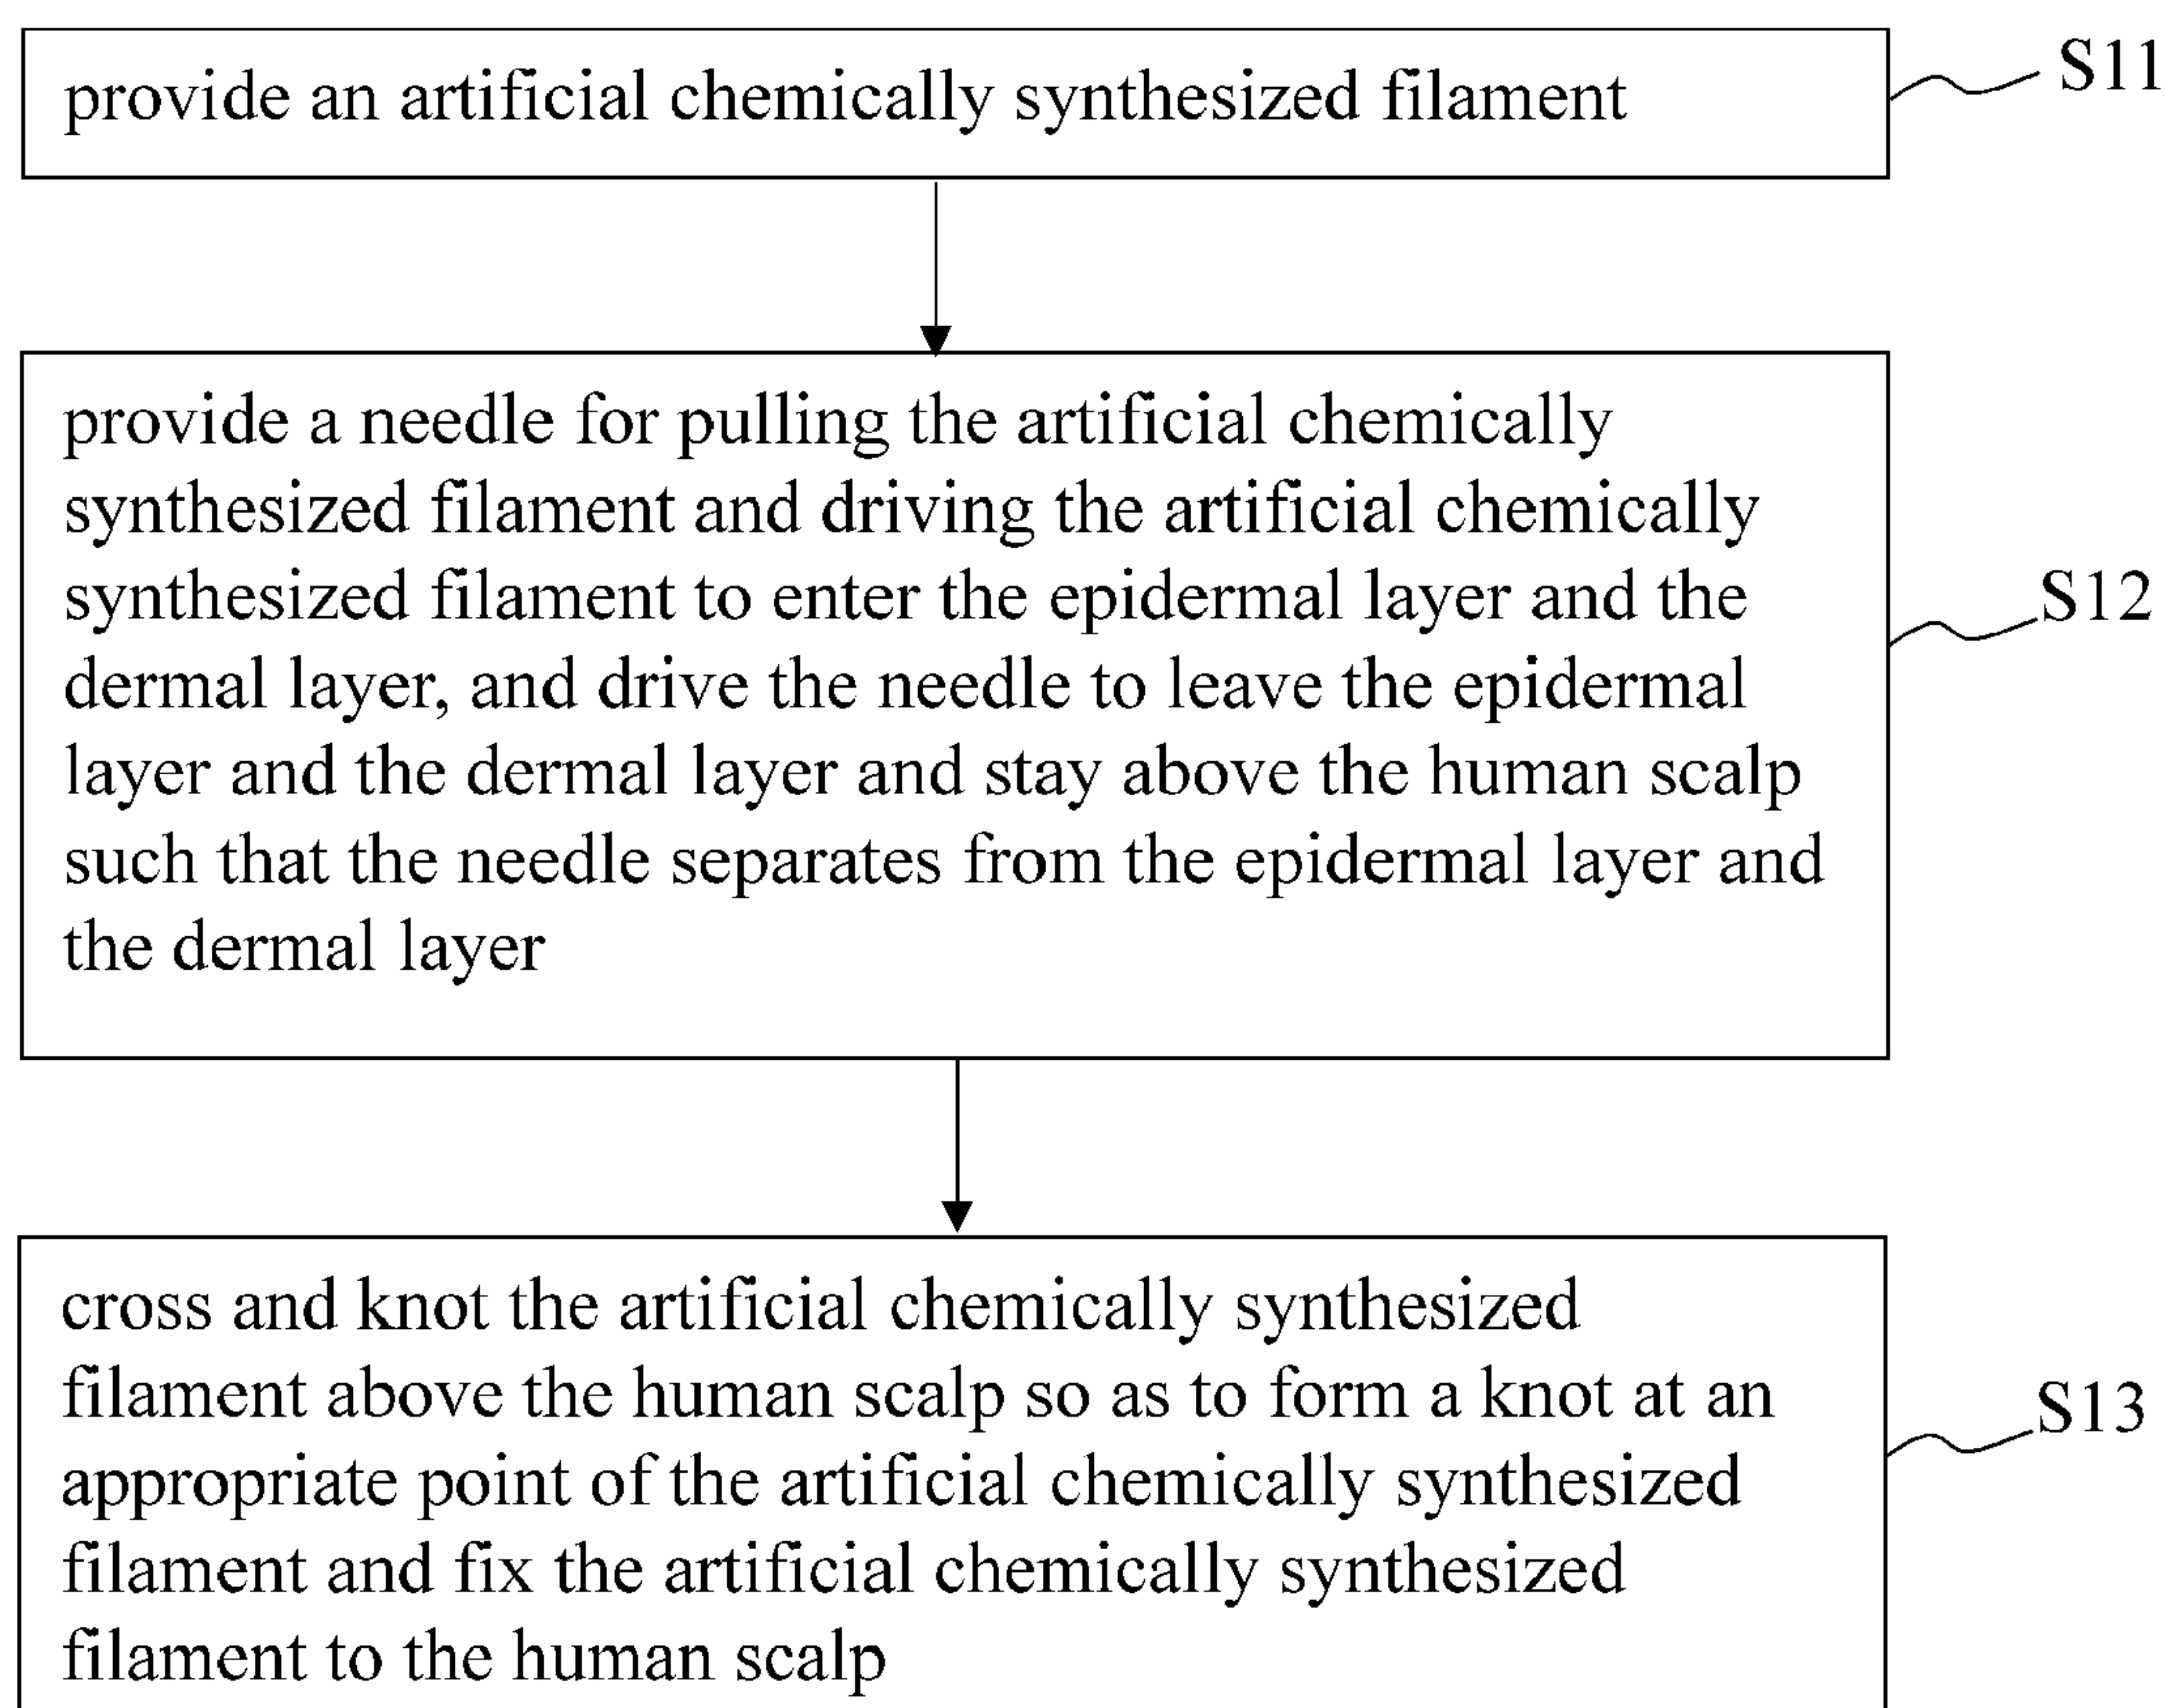 provide an artificial chemically synthesized filament
S11
provide a needle for pulling the artificial chemically
synthesized filament and driving the artificial chemically
synthesized filament to enter the epidermal layer and the
dermal layer, and drive the needle to leave the epidermal
layer and the dermal layer and stay above the human scalp
such that the needle separates from the epidermal layer and
the dermal layer
S12
cross and knot the artificial chemically synthesized
filament above the human scalp so as to form a knot at an
appropriate point of the artificial chemically synthesized
filament and fix the artificial chemically synthesized
filament to the human scalp
S13